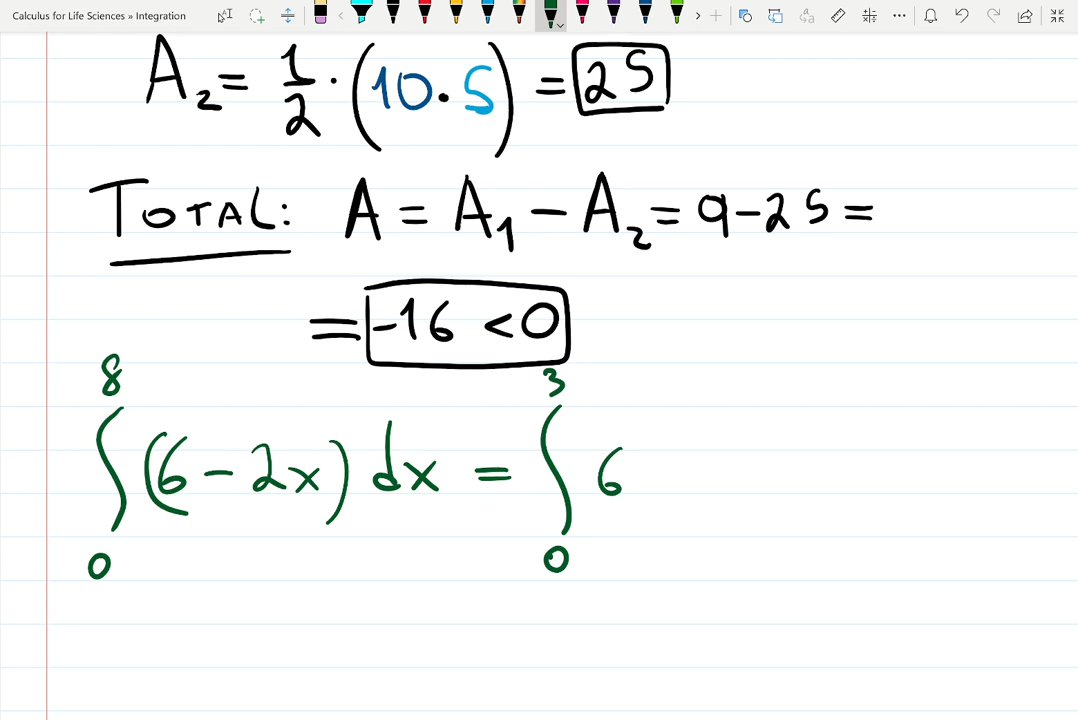 Calculus for Life Sciences » Integration
A₂ = 1/2 · (10 · 5) = 25
TOTAL: A = A₁ − A₂ = 9 − 25 =
= −16 < 0
∫₀⁸ (6 − 2x) dx = ∫₀³ 6